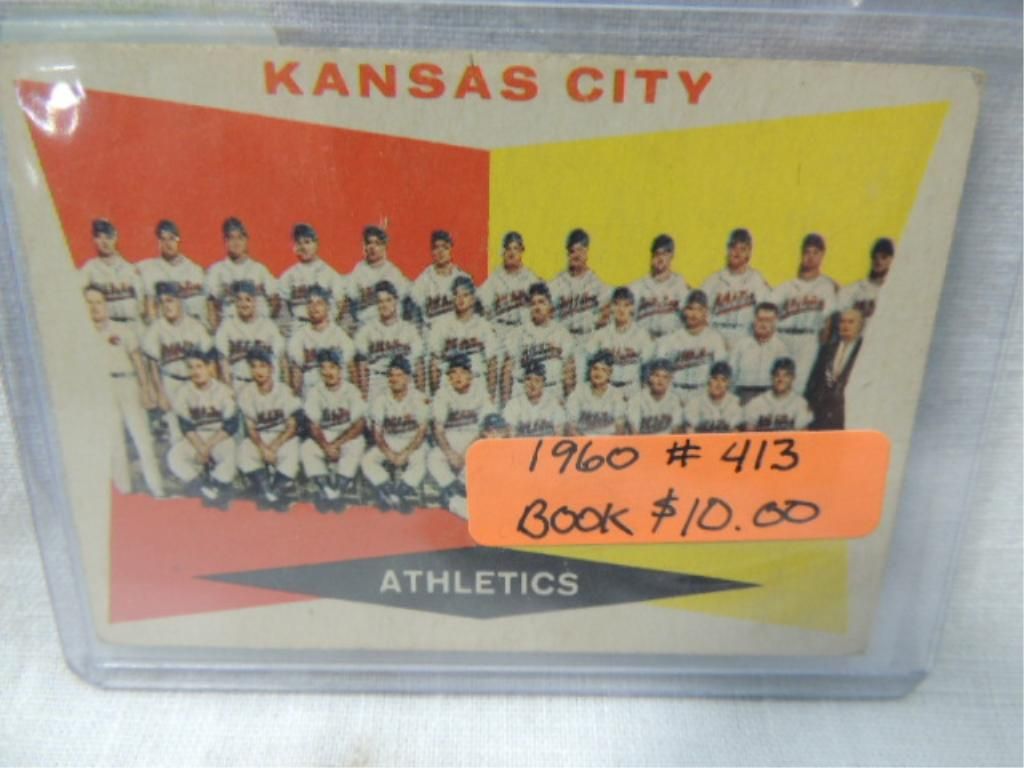 KANSAS CITY
1960 # 413
BOOK $10.00
ATHLETICS